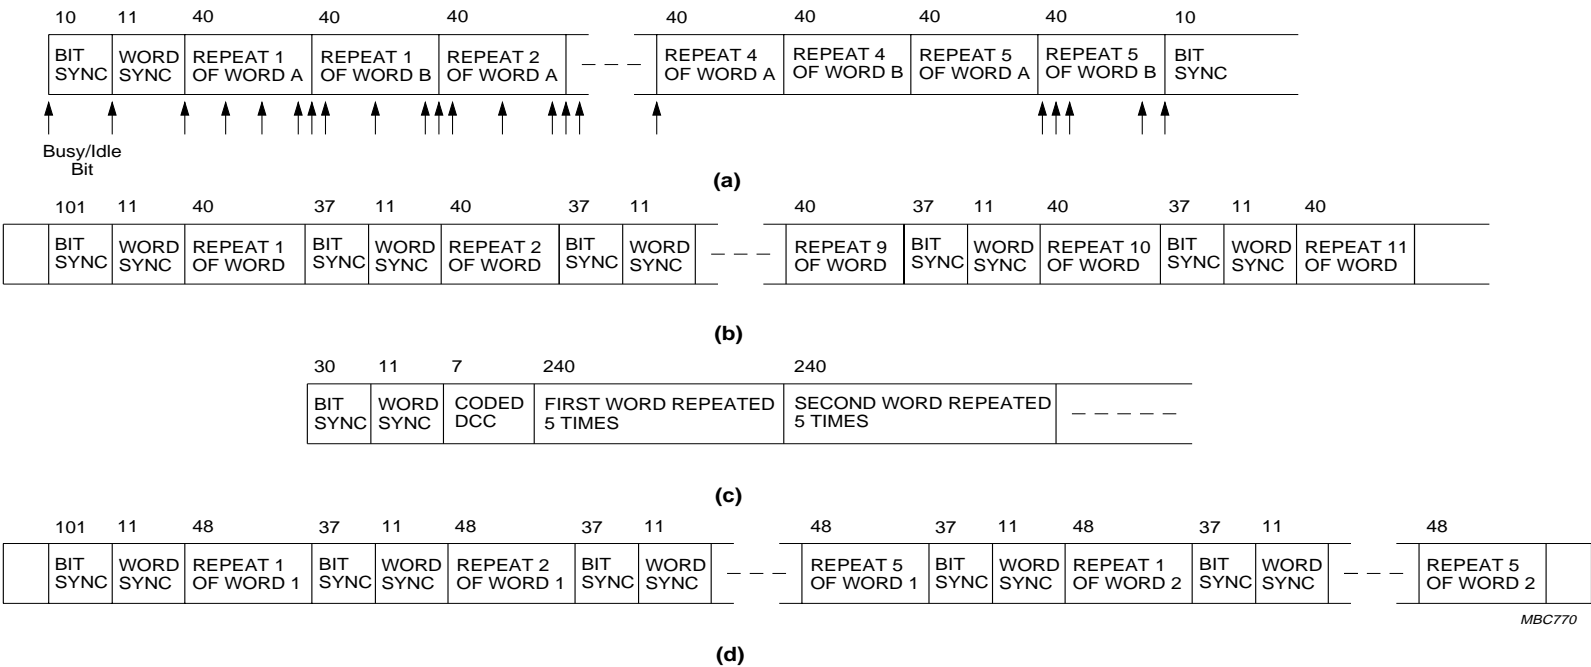 10 11 40 40 40 40 40 40 40 10
BIT SYNC WORD SYNC REPEAT 1 OF WORD A REPEAT 1 OF WORD B REPEAT 2 OF WORD A REPEAT 4 OF WORD A REPEAT 4 OF WORD B REPEAT 5 OF WORD A REPEAT 5 OF WORD B BIT SYNC
Busy/Idle
Bit
(a)
101 11 40 37 11 40 37 11 40 37 11 40 37 11 40
BIT SYNC WORD SYNC REPEAT 1 OF WORD BIT SYNC WORD SYNC REPEAT 2 OF WORD BIT SYNC WORD SYNC REPEAT 9 OF WORD BIT SYNC WORD SYNC REPEAT 10 OF WORD BIT SYNC WORD SYNC REPEAT 11 OF WORD
(b)
30 11 7 240 240
BIT SYNC WORD SYNC CODED DCC FIRST WORD REPEATED 5 TIMES SECOND WORD REPEATED 5 TIMES
(c)
101 11 48 37 11 48 37 11 48 37 11 48 37 11 48
BIT SYNC WORD SYNC REPEAT 1 OF WORD 1 BIT SYNC WORD SYNC REPEAT 2 OF WORD 1 BIT SYNC WORD SYNC REPEAT 5 OF WORD 1 BIT SYNC WORD SYNC REPEAT 1 OF WORD 2 BIT SYNC WORD SYNC REPEAT 5 OF WORD 2
MBC770
(d)